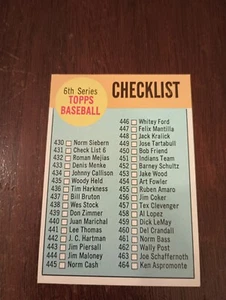 6th Series
TOPPS
BASEBALL
CHECKLIST
430 Norm Siebern
431 Check List 6
432 Roman Mejias
433 Denis Menke
434 Johnny Callison
435 Woody Held
436 Tim Harkness
437 Bill Bruton
438 Wes Stock
439 Don Zimmer
440 Juan Marichal
441 Lee Thomas
442 J. C. Hartman
443 Jim Piersall
444 Jim Maloney
445 Norm Cash
446 Whitey Ford
447 Felix Mantilla
448 Jack Kralick
449 Jose Tartabull
450 Bob Friend
451 Indians Team
452 Barney Schultz
453 Jake Wood
454 Art Fowler
455 Ruben Amaro
456 Jim Coker
457 Tex Clevenger
458 Al Lopez
459 Dick LeMay
460 Del Crandall
461 Norm Bass
462 Wally Post
463 Joe Schaffernoth
464 Ken Aspromonte